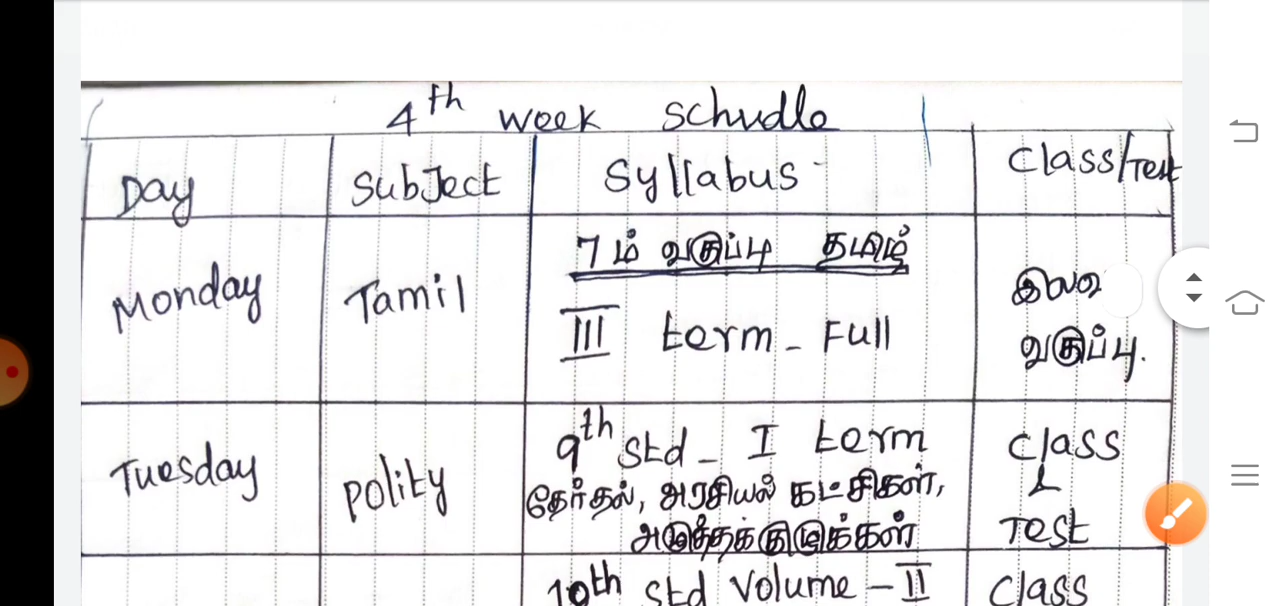 4th week Schudle
Day Subject Syllabus Class/Test
Monday Tamil 7ம் வகுப்பு தமிழ்
III term - Full
இலவ
வகுப்பு.
Tuesday Polity 9th Std - I term
தேர்தல், அரசியல் கட்சிகள்,
அழுத்தக்குழுக்கள்
Class
&
Test
10th Std Volume - II Class